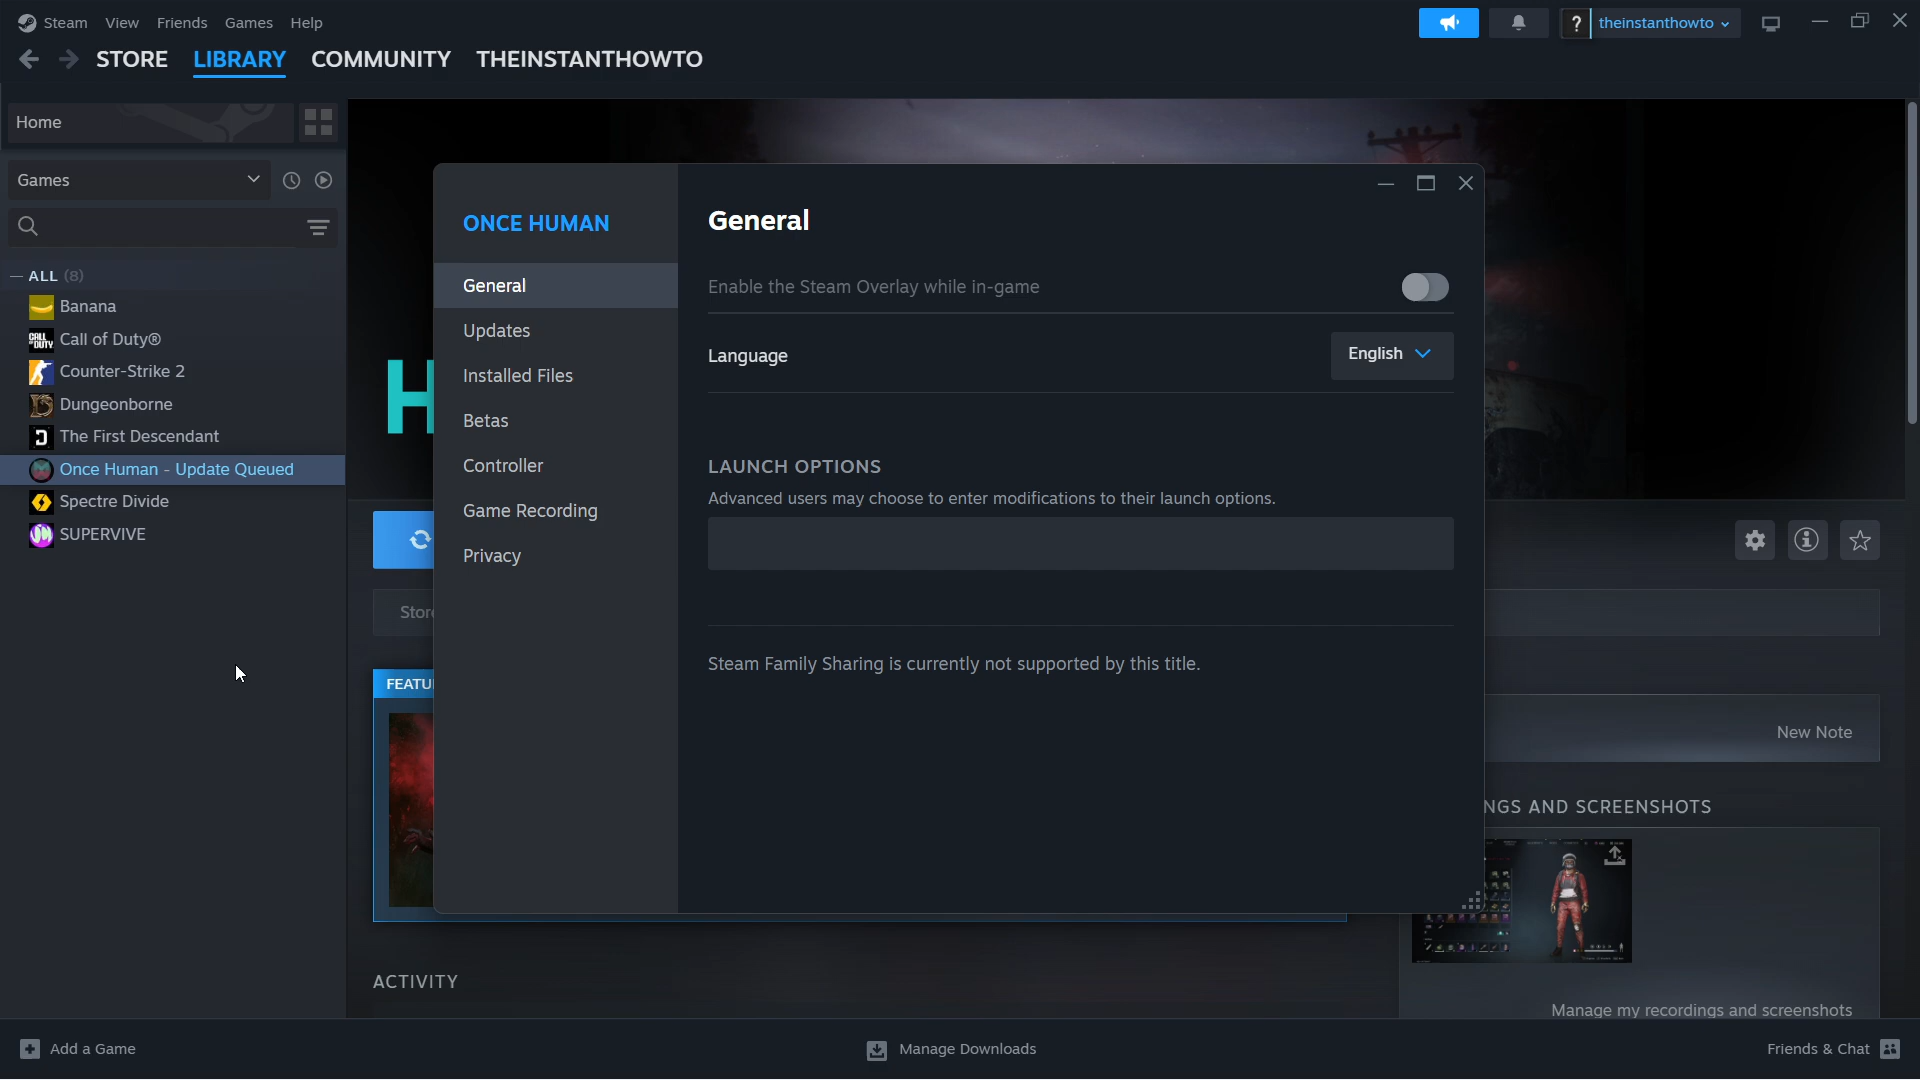 Steam View Friends Games Help
? theinstanthowto
STORE LIBRARY COMMUNITY THEINSTANTHOWTO
Home
Games
ALL (8)
Banana
Call of Duty®
Counter-Strike 2
Dungeonborne
The First Descendant
Once Human - Update Queued
Spectre Divide
SUPERVIVE
ONCE HUMAN
General
Updates
Installed Files
Betas
Controller
Game Recording
Privacy
General
Enable the Steam Overlay while in-game
Language
English
LAUNCH OPTIONS
Advanced users may choose to enter modifications to their launch options.
Steam Family Sharing is currently not supported by this title.
H
Store
FEATU
New Note
NGS AND SCREENSHOTS
Manage my recordings and screenshots
ACTIVITY
Add a Game
Manage Downloads
Friends & Chat